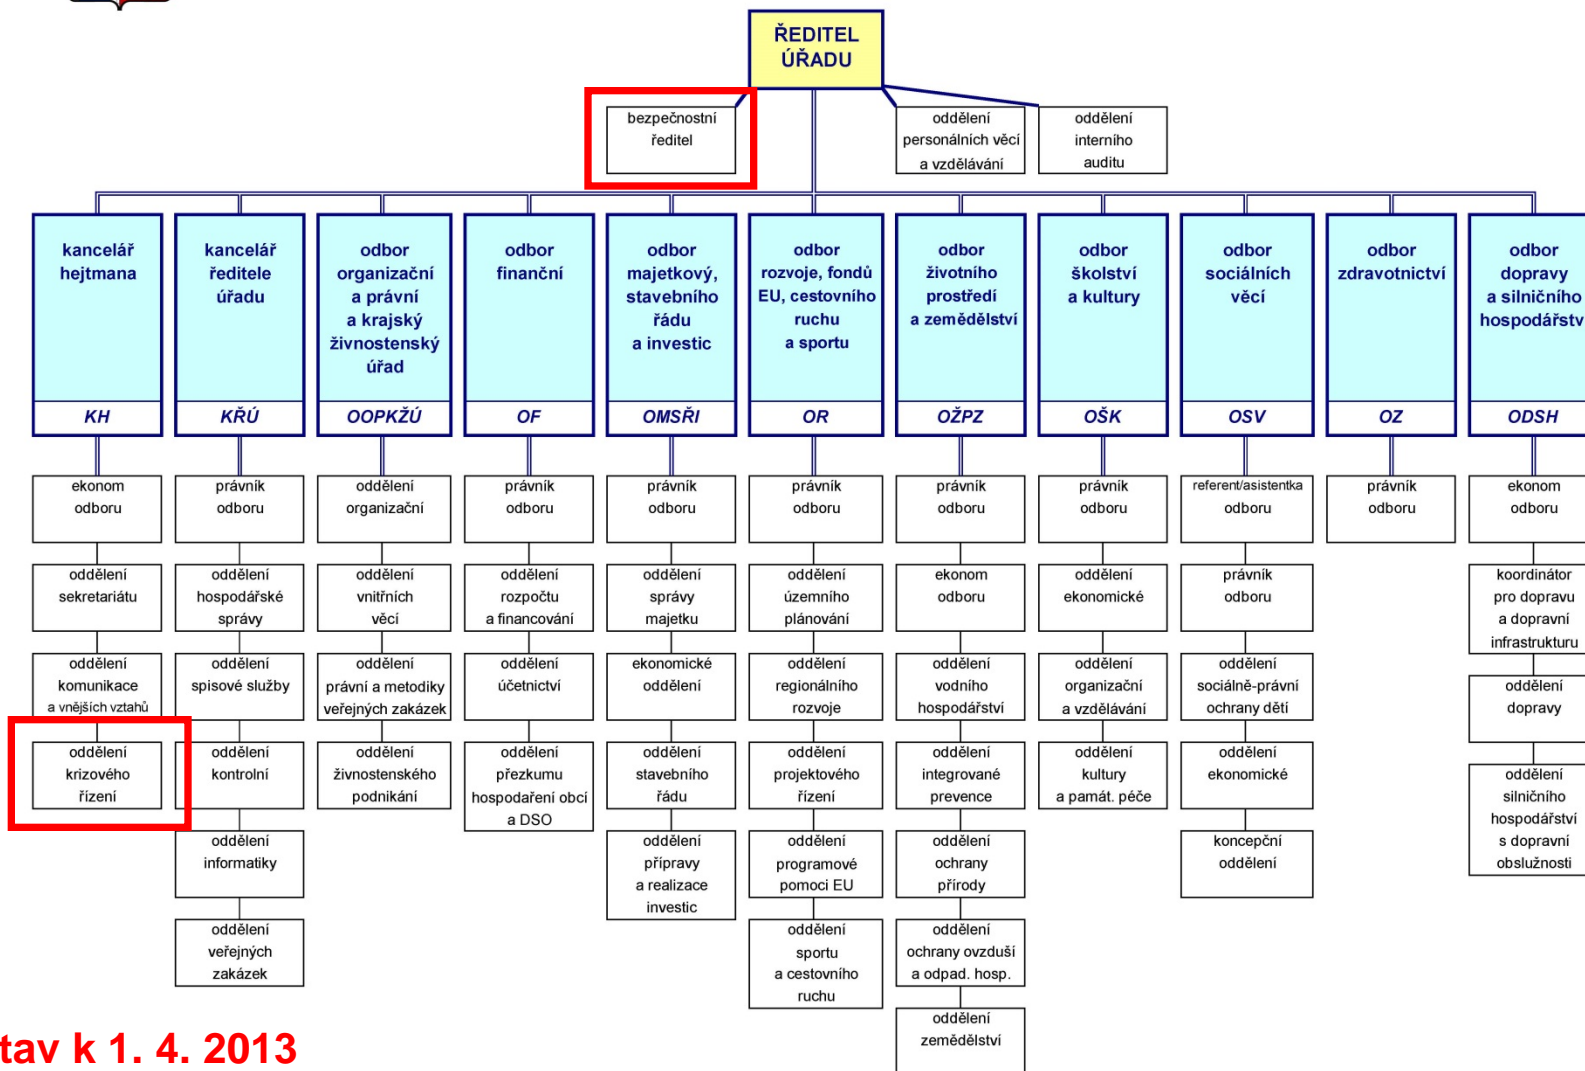 ŘEDITEL
ÚŘADU
bezpečnostní
ředitel
oddělení
personálních věcí
a vzdělávání
oddělení
interního
auditu
kancelář
hejtmana
KH
kancelář
ředitele
úřadu
KŘÚ
odbor
organizační
a právní
a krajský
živnostenský
úřad
OOPKŽÚ
odbor
finanční
OF
odbor
majetkový,
stavebního
řádu
a investic
OMSŘI
odbor
rozvoje, fondů
EU, cestovního
ruchu
a sportu
OR
odbor
životního
prostředí
a zemědělství
OŽPZ
odbor
školství
a kultury
OŠK
odbor
sociálních
věcí
OSV
odbor
zdravotnictví
OZ
odbor
dopravy
a silničního
hospodářstv
ODSH
ekonom
odboru
oddělení
sekretariátu
oddělení
komunikace
a vnějších vztahů
oddělení
krizového
řízení
právník
odboru
oddělení
hospodářské
správy
oddělení
spisové služby
oddělení
kontrolní
oddělení
informatiky
oddělení
veřejných
zakázek
oddělení
organizační
oddělení
vnitřních
věcí
oddělení
právní a metodiky
veřejných zakázek
oddělení
živnostenského
podnikání
právník
odboru
oddělení
rozpočtu
a financování
oddělení
účetnictví
oddělení
přezkumu
hospodaření obcí
a DSO
právník
odboru
oddělení
správy
majetku
ekonomické
oddělení
oddělení
stavebního
řádu
oddělení
přípravy
a realizace
investic
právník
odboru
oddělení
územního
plánování
oddělení
regionálního
rozvoje
oddělení
projektového
řízení
oddělení
programové
pomoci EU
oddělení
sportu
a cestovního
ruchu
právník
odboru
ekonom
odboru
oddělení
vodního
hospodářství
oddělení
integrované
prevence
oddělení
ochrany
přírody
oddělení
ochrany ovzduší
a odpad. hosp.
oddělení
zemědělství
právník
odboru
oddělení
ekonomické
oddělení
organizační
a vzdělávání
oddělení
kultury
a památ. péče
referent/asistentka
odboru
právník
odboru
oddělení
sociálně-právní
ochrany dětí
oddělení
ekonomické
koncepční
oddělení
právník
odboru
ekonom
odboru
koordinátor
pro dopravu
a dopravní
infrastrukturu
oddělení
dopravy
oddělení
silničního
hospodářství
s dopravní
obslužnosti
tav k 1. 4. 2013